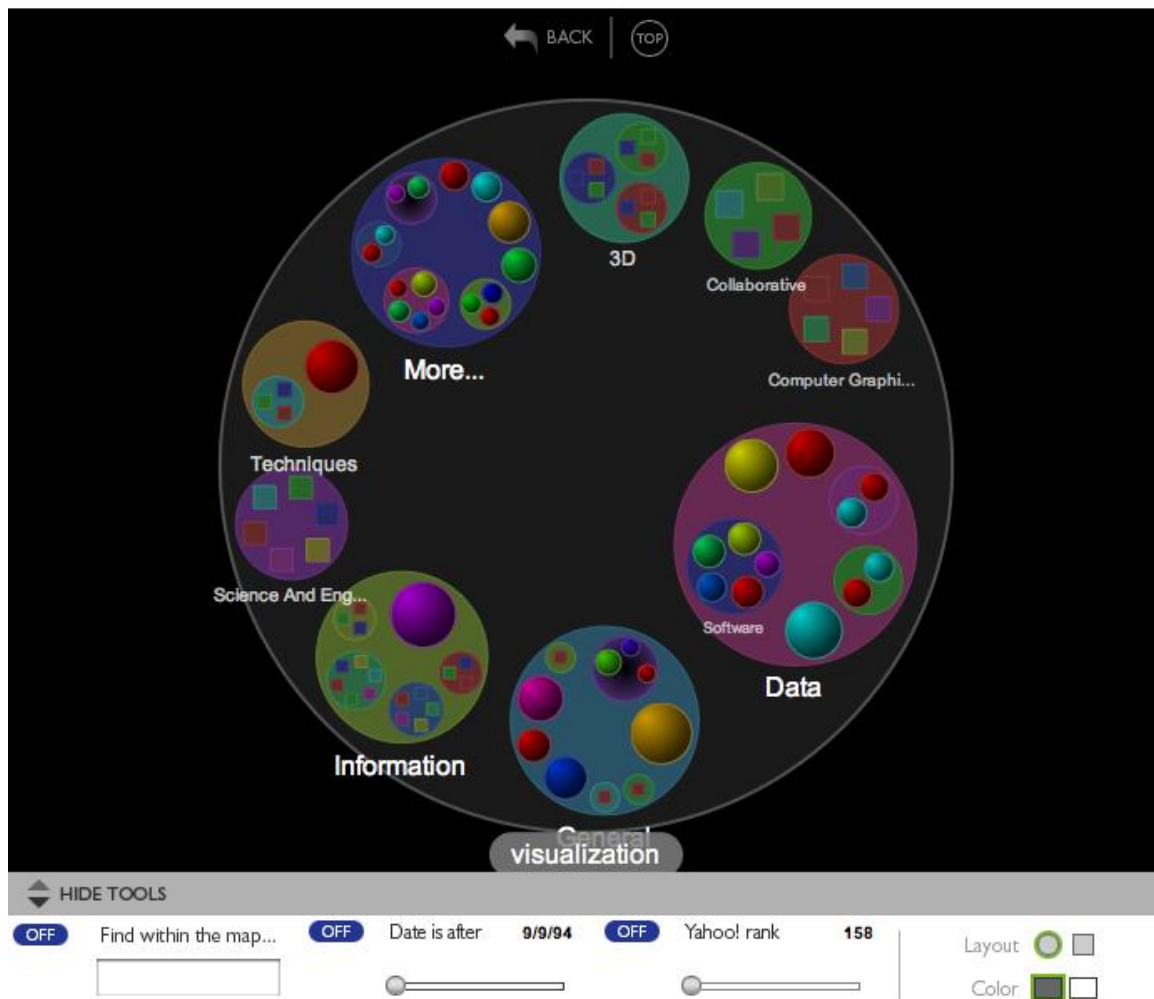 BACK
TOP
3D
Collaborative
Computer Graphi...
More...
Techniques
Science And Eng...
Software
Data
Information
General
visualization
HIDE TOOLS
OFF Find within the map... OFF Date is after 9/9/94 OFF Yahoo! rank 158
Layout
Color